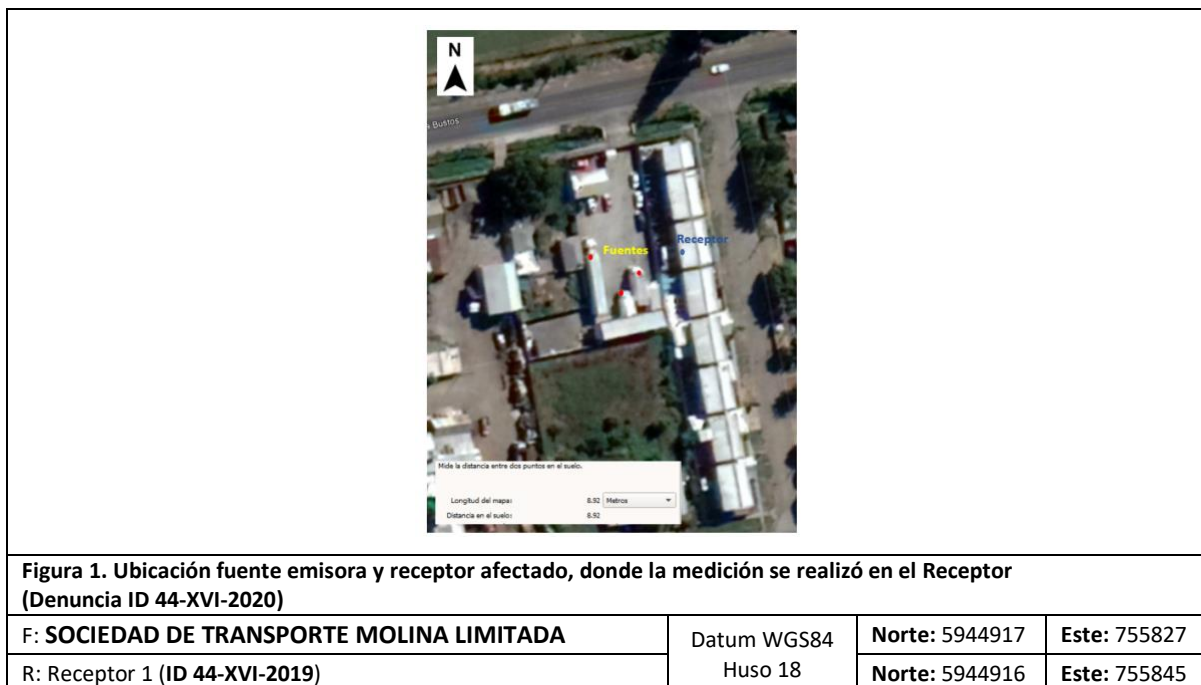 N
Bustos
Fuentes
Receptor
Mide la distancia entre dos puntos en el suelo.
Longitud del mapa: 8.92 Metros
Distancia en el suelo: 8.92
Figura 1. Ubicación fuente emisora y receptor afectado, donde la medición se realizó en el Receptor
(Denuncia ID 44-XVI-2020)
F: SOCIEDAD DE TRANSPORTE MOLINA LIMITADA Datum WGS84 Norte: 5944917 Este: 755827
R: Receptor 1 (ID 44-XVI-2019) Huso 18 Norte: 5944916 Este: 755845